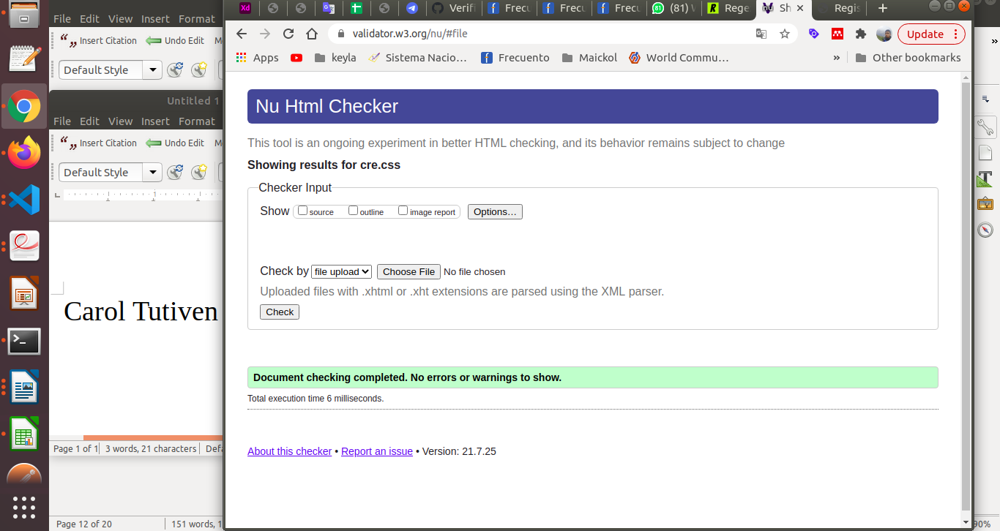 File Edit View Insert Format
Insert Citation Undo Edit
Default Style
Untitled 1
File Edit View Insert Format
Insert Citation Undo Edit
Default Style
1
Carol Tutiven
Page 1 of 1 3 words, 21 characters
Page 12 of 20 151 words, 1
Xd Verif Frecu Frecu Frecu (81) W Rege Sh Regis
validator.w3.org/nu/#file
Update
Apps keyla Sistema Nacio… Frecuento Maickol World Commu… » Other bookmarks
Nu Html Checker
This tool is an ongoing experiment in better HTML checking, and its behavior remains subject to change
Showing results for cre.css
Checker Input
Show source outline image report Options…
Check by file upload Choose File No file chosen
Uploaded files with .xhtml or .xht extensions are parsed using the XML parser.
Check
Document checking completed. No errors or warnings to show.
Total execution time 6 milliseconds.
About this checker • Report an issue • Version: 21.7.25
90%